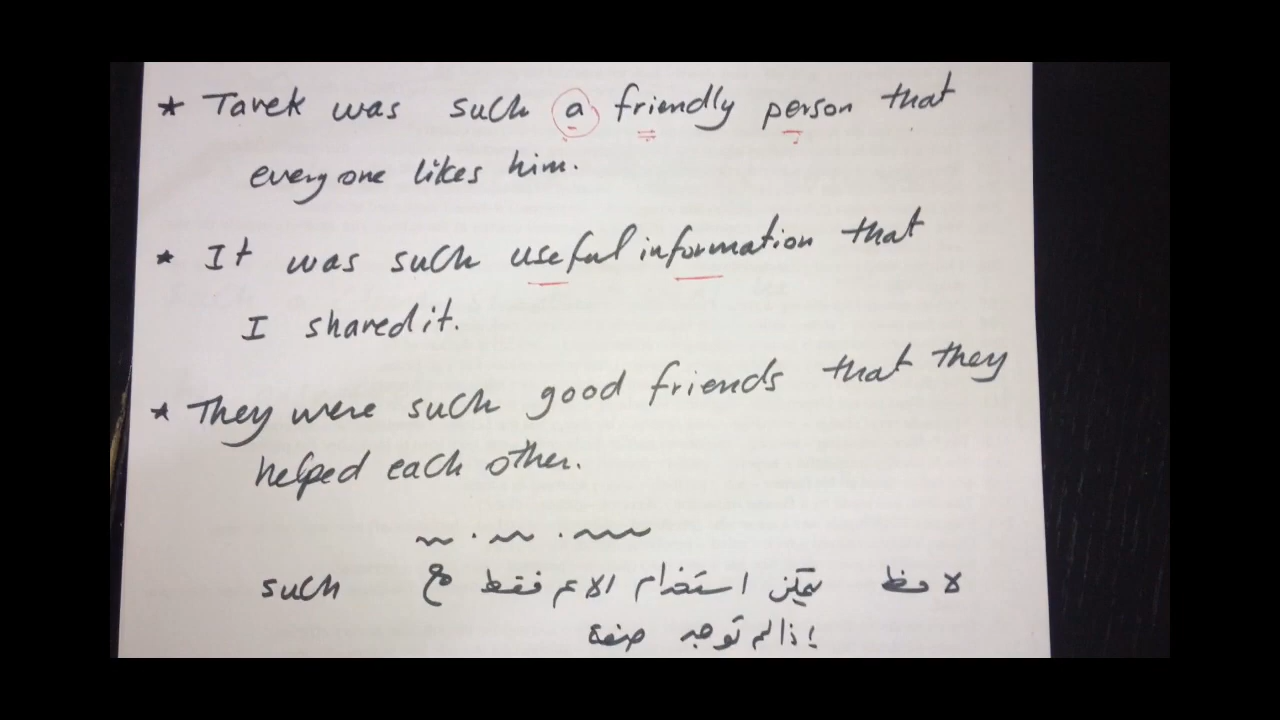 * Tarek was such a friendly person that
everyone likes him.
* It was such useful information that
I shared it.
* They were such good friends that they
helped each other.
لاحظ يمكن استخدام الاسم فقط مع such
إذا لم توجد صفة